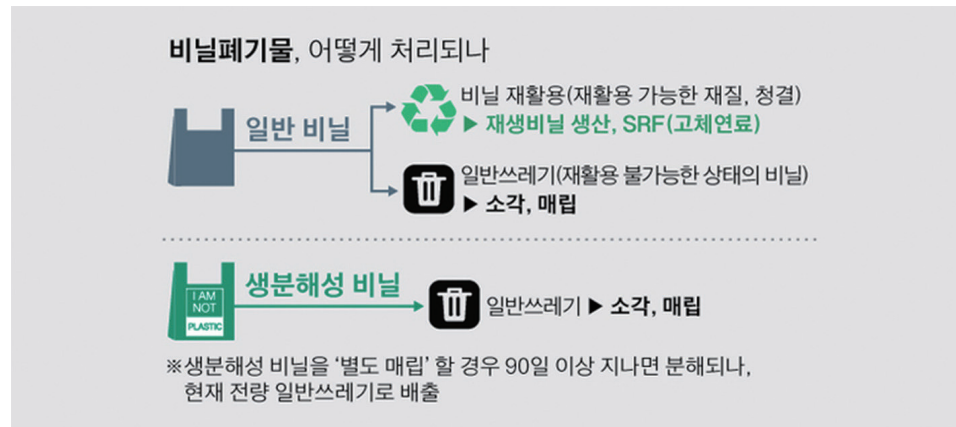 비닐폐기물, 어떻게 처리되나
일반 비닐
비닐 재활용(재활용 가능한 재질, 청결)
▶ 재생비닐 생산, SRF(고체연료)
일반쓰레기(재활용 불가능한 상태의 비닐)
▶ 소각, 매립
생분해성 비닐
I AM
NOT
PLASTIC
일반쓰레기 ▶ 소각, 매립
※생분해성 비닐을 ‘별도 매립’ 할 경우 90일 이상 지나면 분해되나,
현재 전량 일반쓰레기로 배출